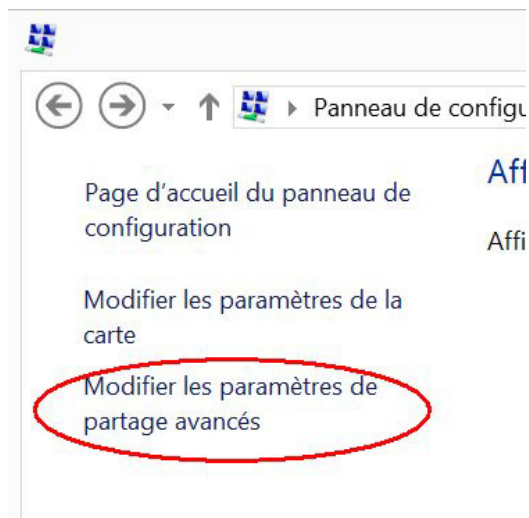 Panneau de configu
Aff
Page d'accueil du panneau de
configuration
Affi
Modifier les paramètres de la
carte
Modifier les paramètres de
partage avancés